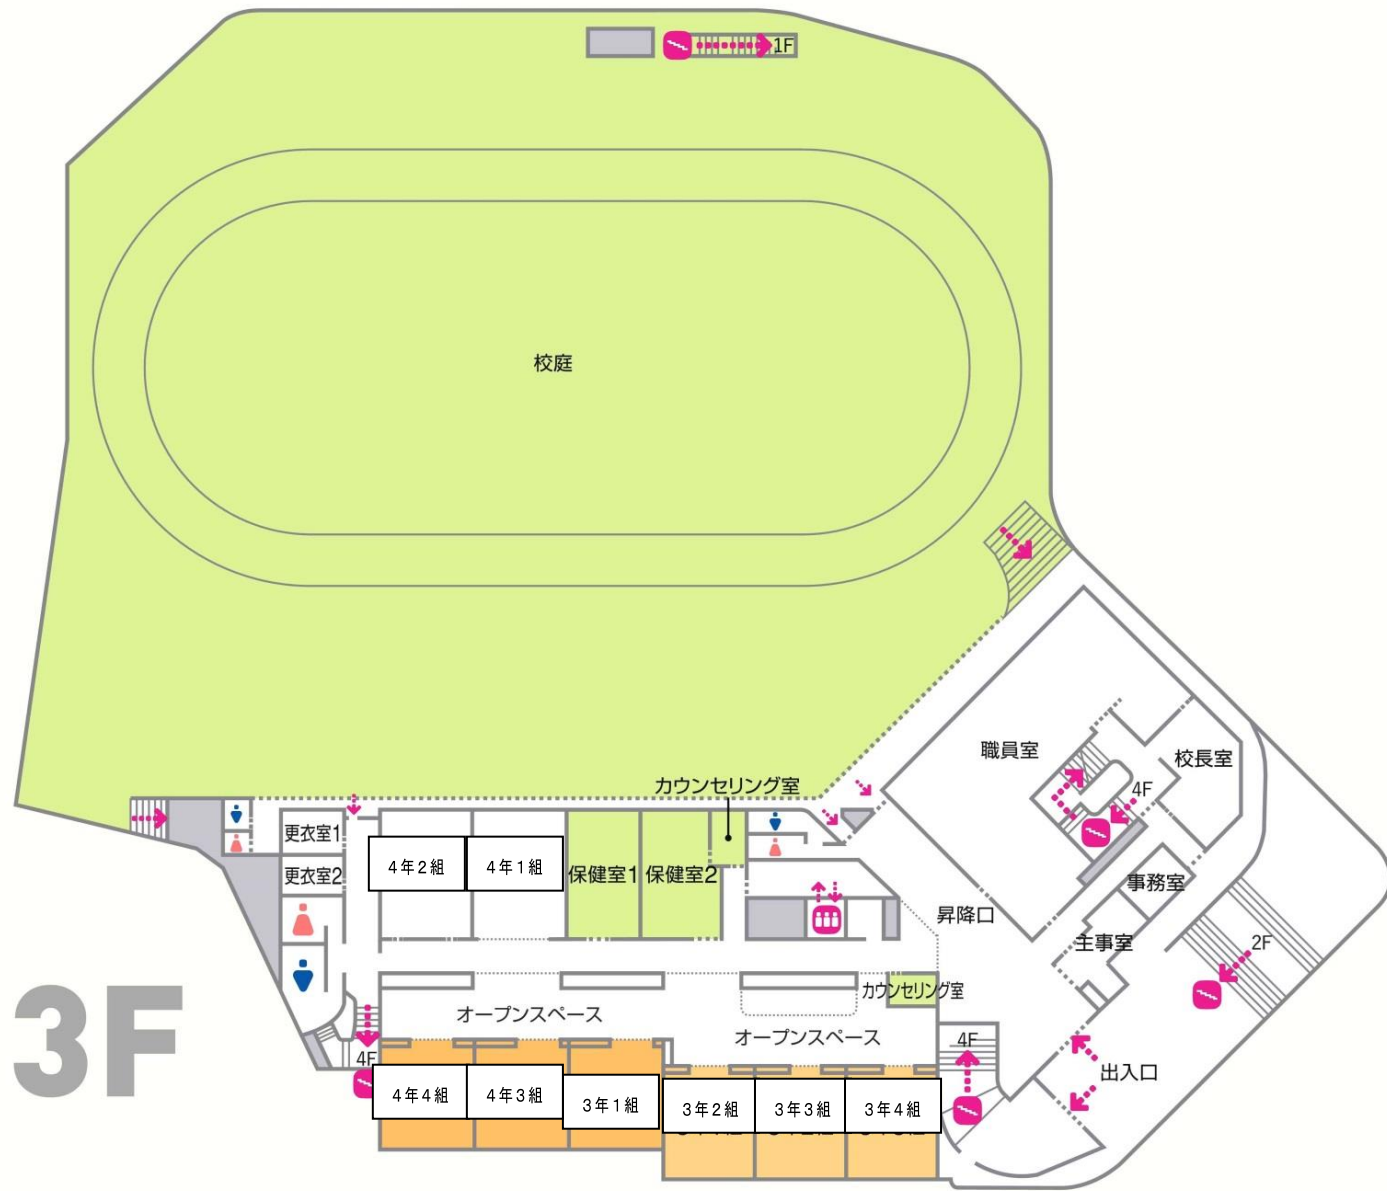 1F
校庭
職員室
校長室
4F
カウンセリング室
更衣室1
更衣室2
4年2組
4年1組
保健室1
保健室2
事務室
昇降口
主事室
2F
カウンセリング室
オープンスペース
オープンスペース
3F
4F
4F
出入口
4年4組
4年3組
3年1組
3年2組
3年3組
3年4組